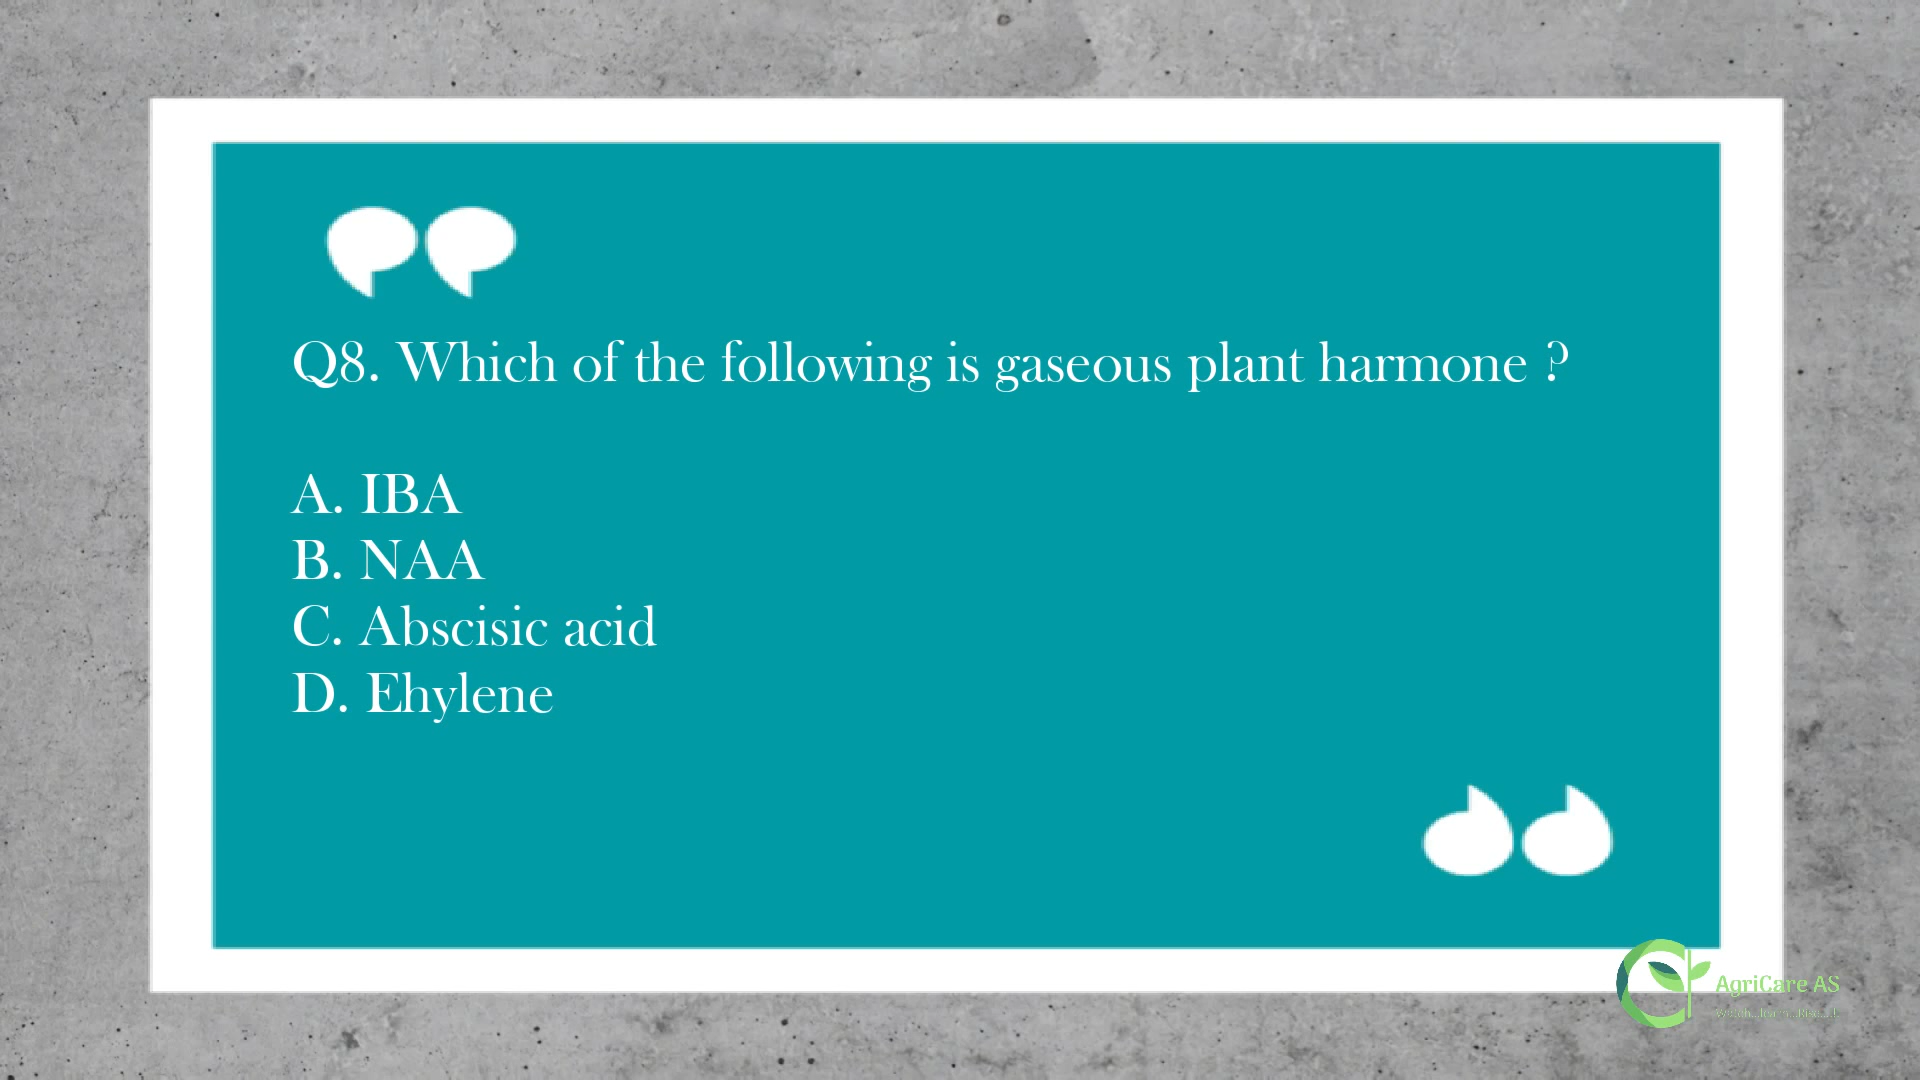 Q8. Which of the following is gaseous plant harmone ?
A. IBA
B. NAA
C. Abscisic acid
D. Ehylene
AgriCare AS